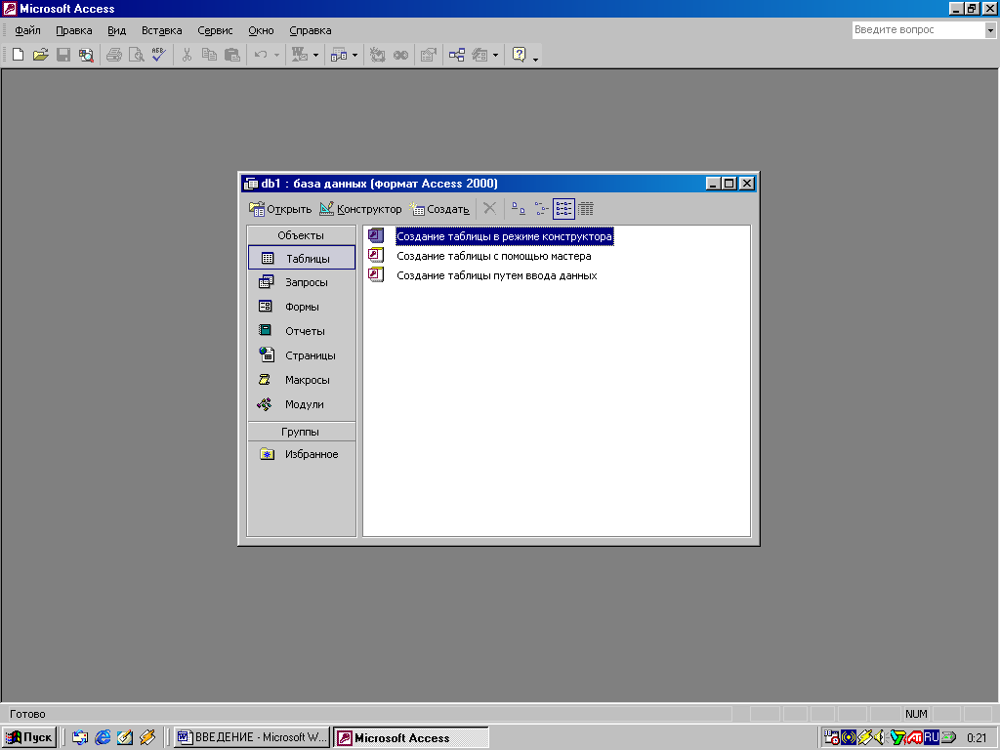 Microsoft Access
Файл Правка Вид Вставка Сервис Окно Справка
Введите вопрос
db1 : база данных (формат Access 2000)
Открыть Конструктор Создать
Объекты
Таблицы
Запросы
Формы
Отчеты
Страницы
Макросы
Модули
Группы
Избранное
Создание таблицы в режиме конструктора
Создание таблицы с помощью мастера
Создание таблицы путем ввода данных
Готово
NUM
Пуск
ВВЕДЕНИЕ - Microsoft W...
Microsoft Access
RU
0:21